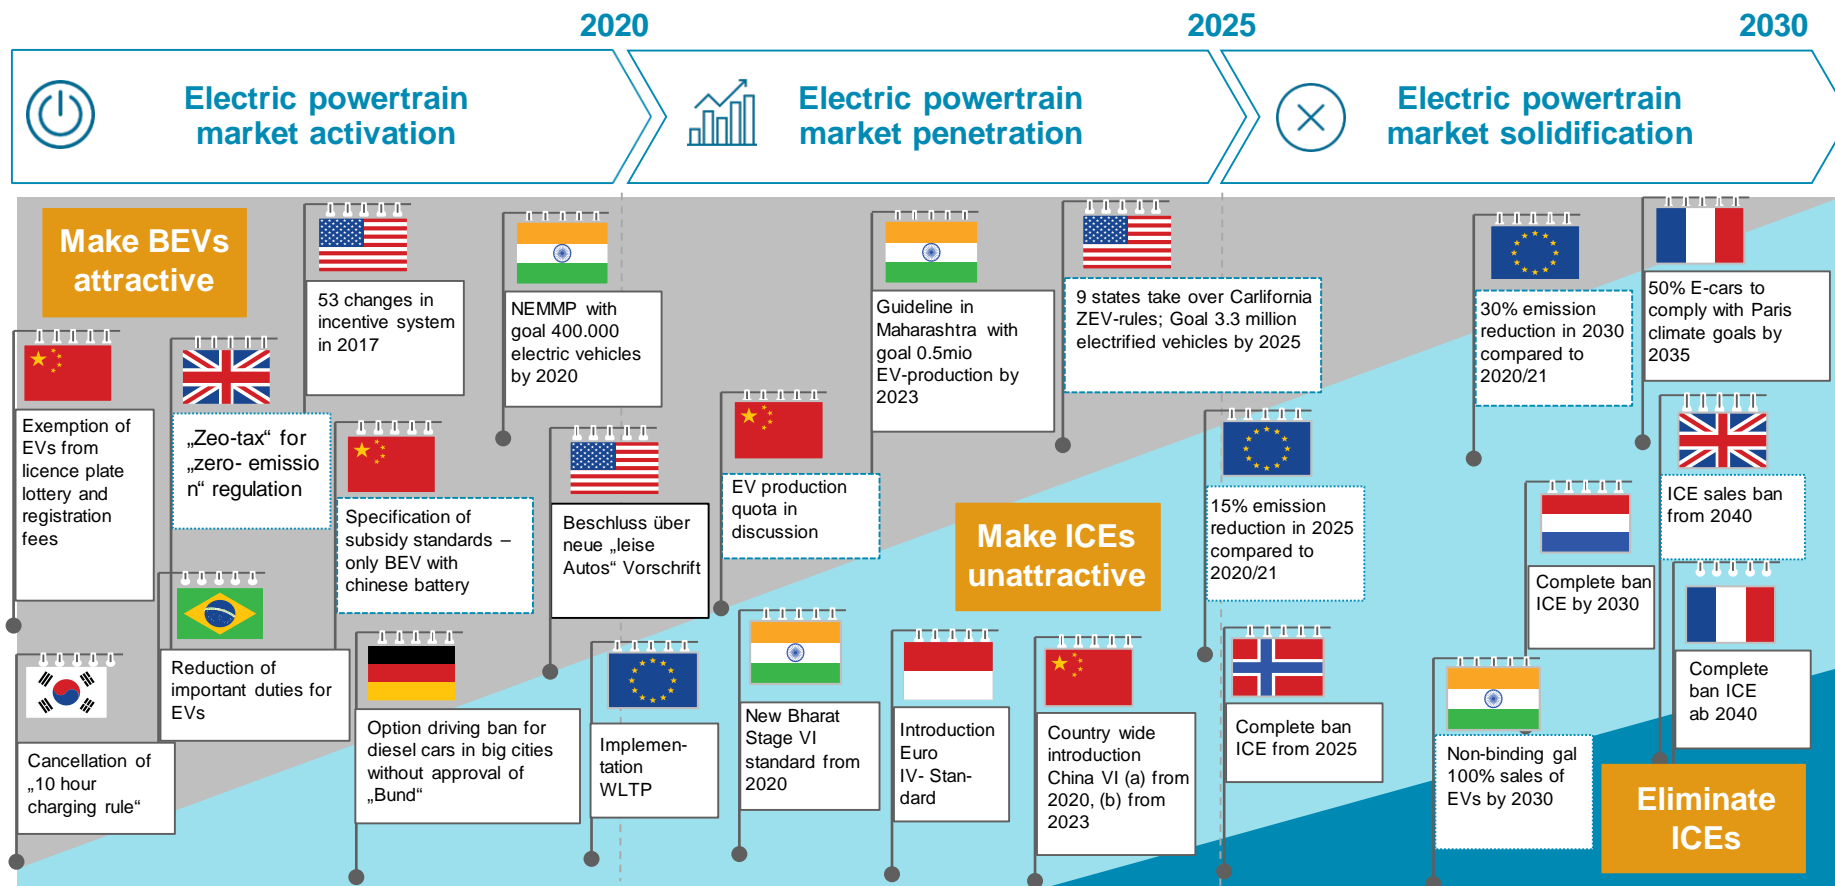 2020
2025
2030
Electric powertrain
market activation
Electric powertrain
market penetration
Electric powertrain
market solidification
Make BEVs
attractive
53 changes in
incentive system
in 2017
NEMMP with
goal 400.000
electric vehicles
by 2020
Guideline in
Maharashtra with
goal 0.5mio
EV-production by
2023
9 states take over Carlifornia
ZEV-rules; Goal 3.3 million
electrified vehicles by 2025
30% emission
reduction in 2030
compared to
2020/21
50% E-cars to
comply with Paris
climate goals by
2035
Exemption of
EVs from
licence plate
lottery and
registration
fees
„Zeo-tax“ for
„zero- emissio
n“ regulation
Specification of
subsidy standards –
only BEV with
chinese battery
Beschluss über
neue „leise
Autos“ Vorschrift
EV production
quota in
discussion
Make ICEs
unattractive
15% emission
reduction in 2025
compared to
2020/21
ICE sales ban
from 2040
Complete ban
ICE by 2030
Reduction of
important duties for
EVs
Complete
ban ICE
ab 2040
Cancellation of
„10 hour
charging rule“
Option driving ban for
diesel cars in big cities
without approval of
„Bund“
Implemen-
tation
WLTP
New Bharat
Stage VI
standard from
2020
Introduction
Euro
IV- Stan-
dard
Country wide
introduction
China VI (a) from
2020, (b) from
2023
Complete ban
ICE from 2025
Non-binding gal
100% sales of
EVs by 2030
Eliminate
ICEs